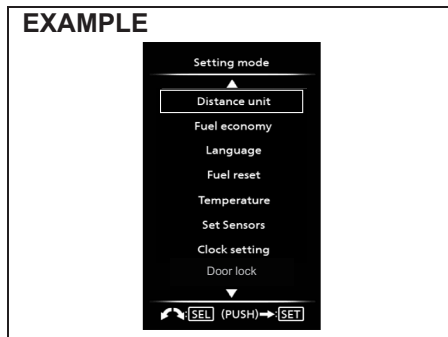 EXAMPLE
Setting mode
Distance unit
Fuel economy
Language
Fuel reset
Temperature
Set Sensors
Clock setting
Door lock
:SEL (PUSH)→:SET